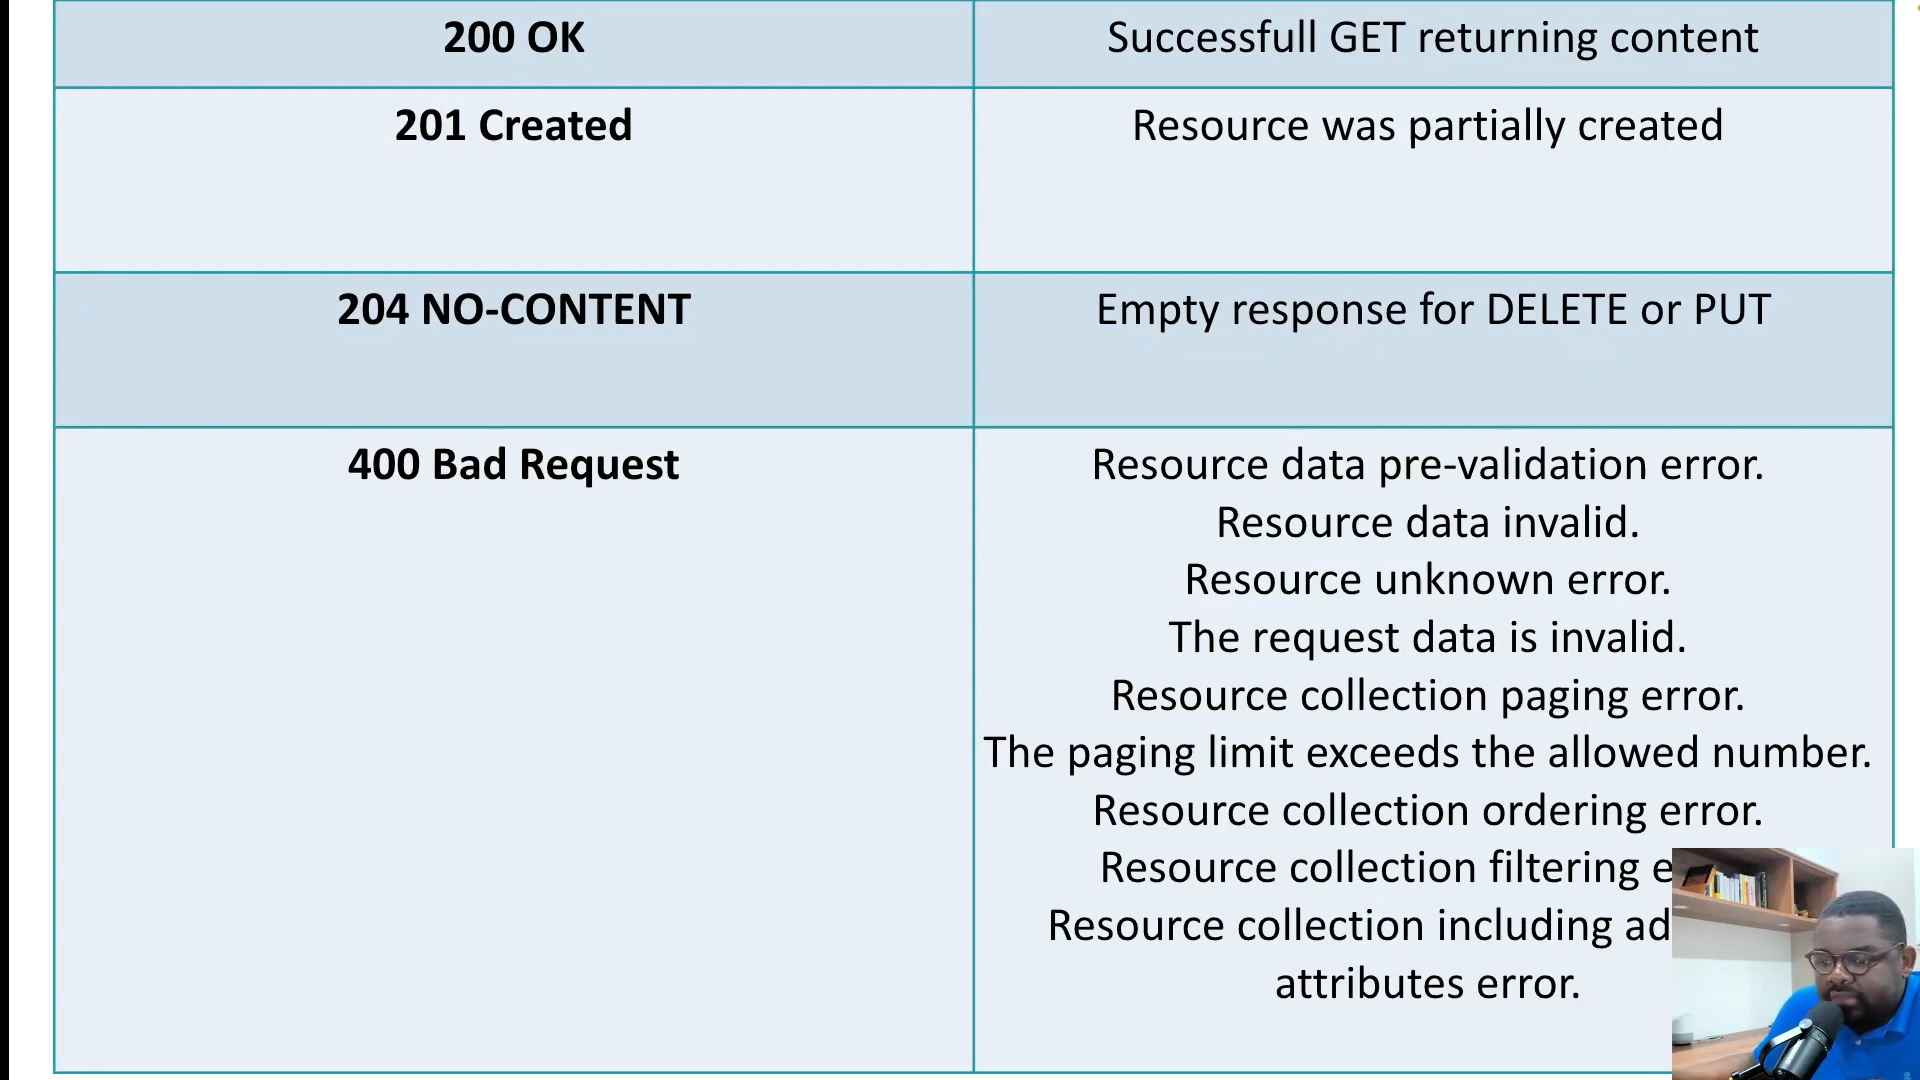 200 OK
Successfull GET returning content
201 Created
Resource was partially created
204 NO-CONTENT
Empty response for DELETE or PUT
400 Bad Request
Resource data pre-validation error.
Resource data invalid.
Resource unknown error.
The request data is invalid.
Resource collection paging error.
The paging limit exceeds the allowed number.
Resource collection ordering error.
Resource collection filtering
Resource collection including
attributes error.